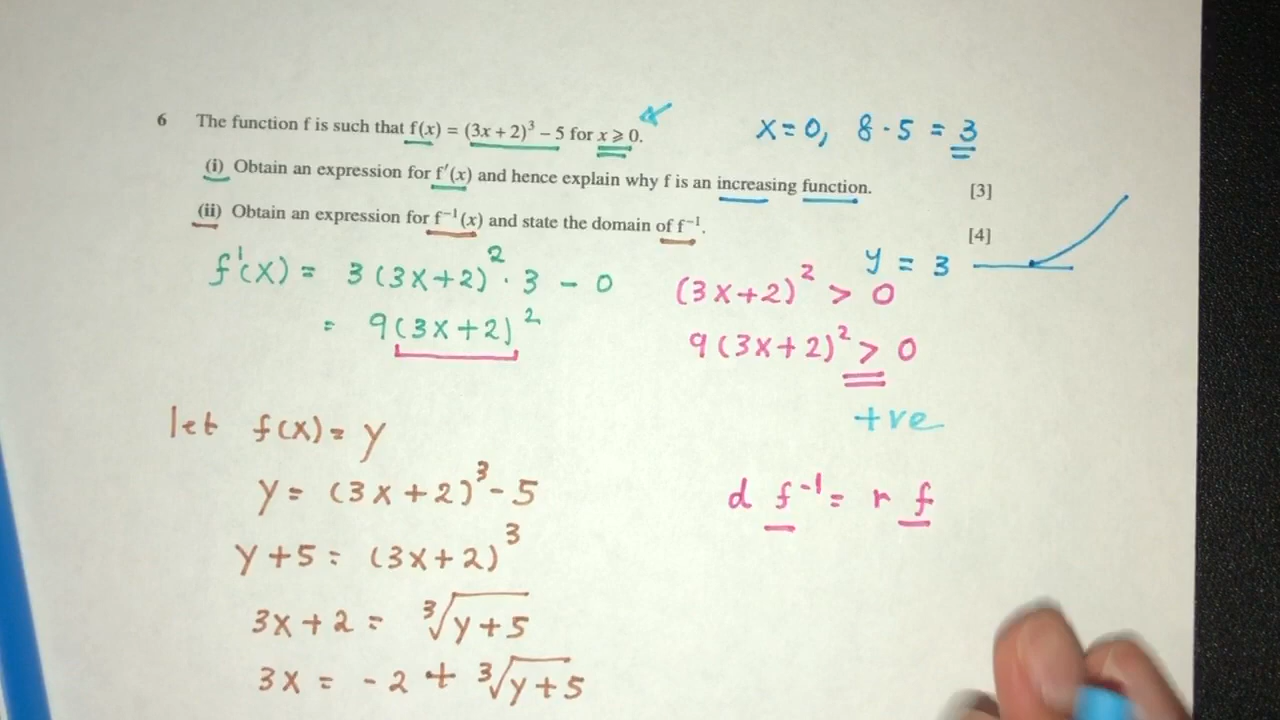 6 The function f is such that f(x) = (3x + 2)³ − 5 for x ⩾ 0.
x=0, 8 - 5 = 3
(i) Obtain an expression for f′(x) and hence explain why f is an increasing function. [3]
(ii) Obtain an expression for f⁻¹(x) and state the domain of f⁻¹. [4]
y = 3
f'(x) = 3(3x+2)² · 3 - 0
= 9(3x+2)²
(3x+2)² > 0
9(3x+2)² > 0
+ve
let f(x) = y
y = (3x+2)³ - 5
y+5 = (3x+2)³
3x+2 = ∛(y+5)
3x = -2 + ∛(y+5)
d f⁻¹ = r f